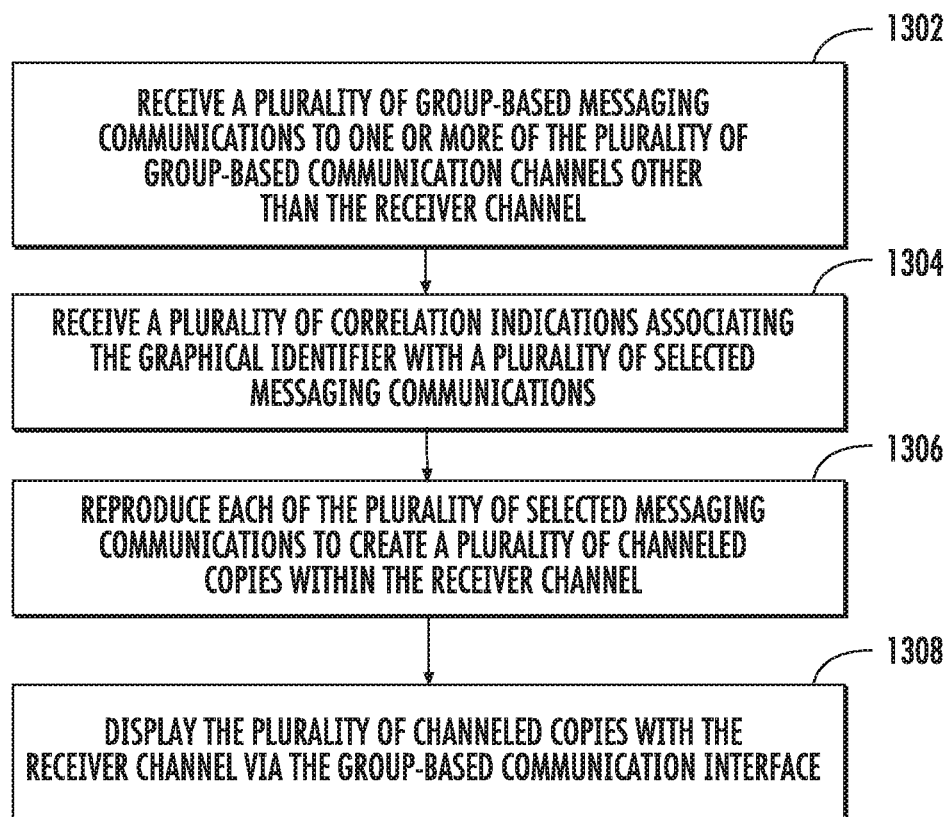 1302
RECEIVE A PLURALITY OF GROUP-BASED MESSAGING
COMMUNICATIONS TO ONE OR MORE OF THE PLURALITY OF
GROUP-BASED COMMUNICATION CHANNELS OTHER
THAN THE RECEIVER CHANNEL
1304
RECEIVE A PLURALITY OF CORRELATION INDICATIONS ASSOCIATING
THE GRAPHICAL IDENTIFIER WITH A PLURALITY OF SELECTED
MESSAGING COMMUNICATIONS
1306
REPRODUCE EACH OF THE PLURALITY OF SELECTED MESSAGING
COMMUNICATIONS TO CREATE A PLURALITY OF CHANNELED
COPIES WITHIN THE RECEIVER CHANNEL
1308
DISPLAY THE PLURALITY OF CHANNELED COPIES WITH THE
RECEIVER CHANNEL VIA THE GROUP-BASED COMMUNICATION INTERFACE